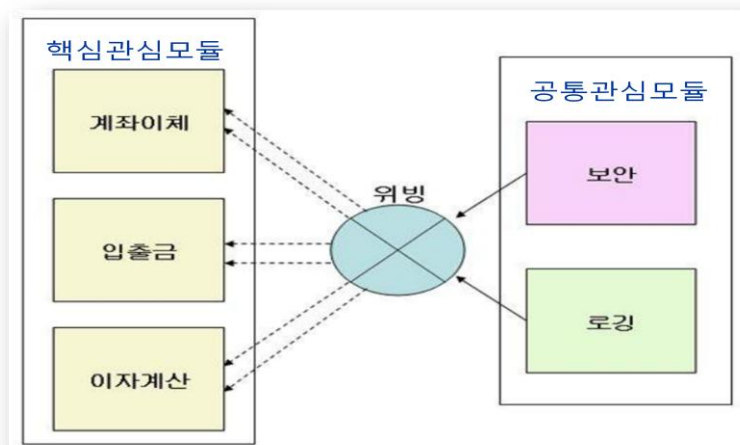 핵심관심모듈
계좌이체
입출금
이자계산
위빙
공통관심모듈
보안
로깅